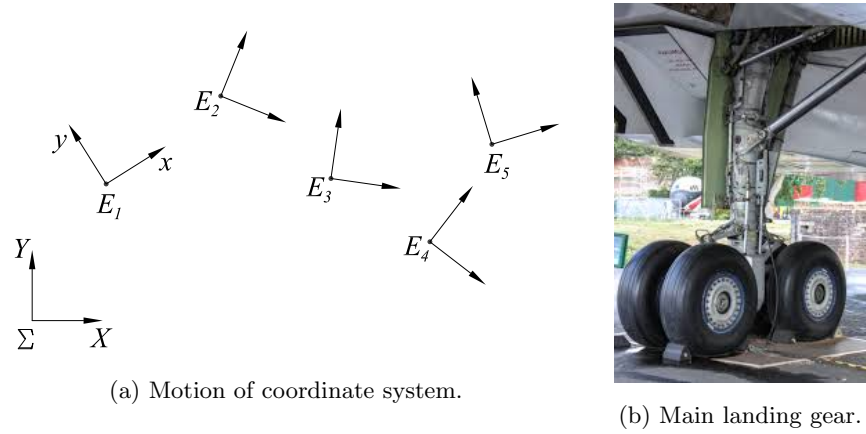 E₂
E₅
y
x
E₁
E₃
E₄
Y
Σ
X
(a) Motion of coordinate system.
(b) Main landing gear.